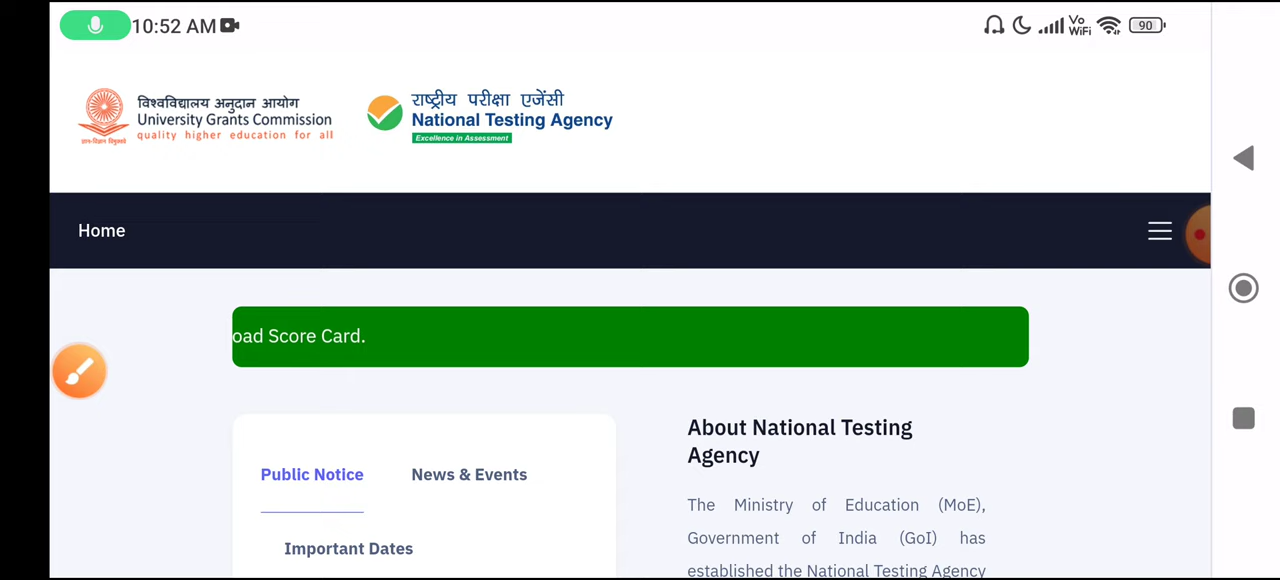 10:52 AM
Vo
WiFi
90
विश्वविद्यालय अनुदान आयोग
University Grants Commission
quality higher education for all
राष्ट्रीय परीक्षा एजेंसी
National Testing Agency
Excellence in Assessment
Home
oad Score Card.
Public Notice
News & Events
Important Dates
About National Testing
Agency
The Ministry of Education (MoE),
Government of India (GoI) has
established the National Testing Agency